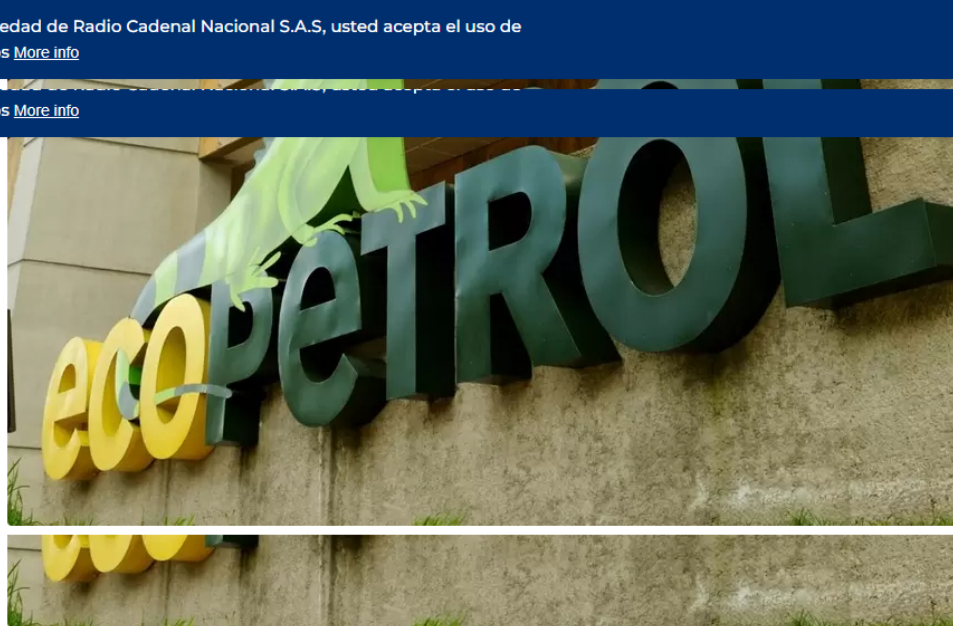 edad de Radio Cadenal Nacional S.A.S, usted acepta el uso de
s More info
s More info
ecoPeTROL